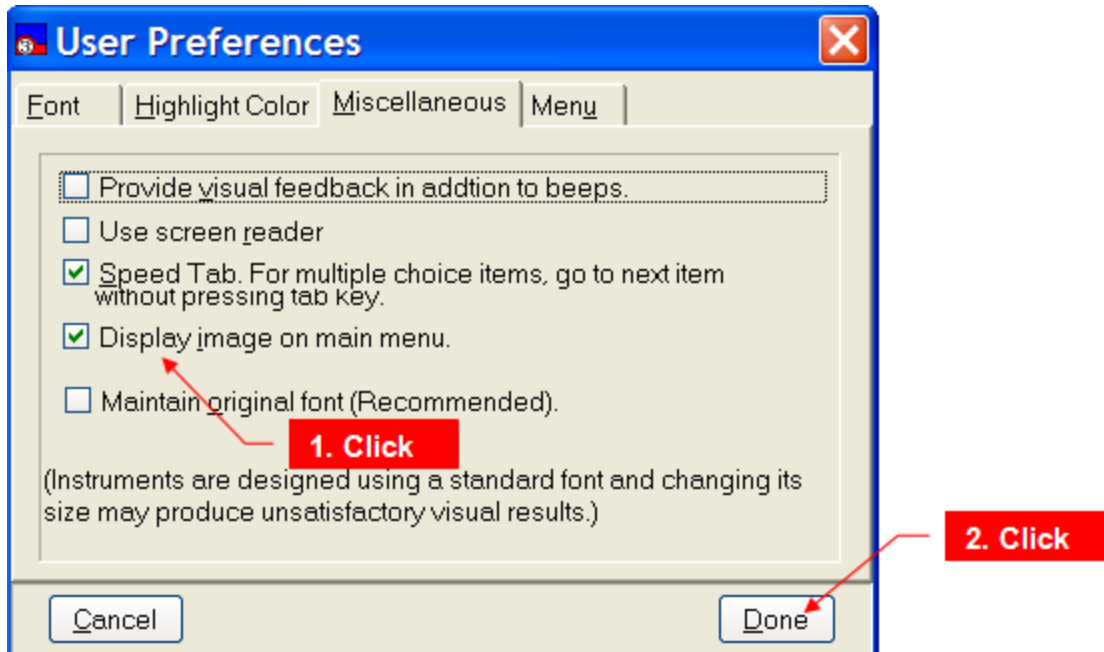 User Preferences
Font Highlight Color Miscellaneous Menu
Provide visual feedback in addtion to beeps.
Use screen reader
Speed Tab. For multiple choice items, go to next item
without pressing tab key.
Display image on main menu.
Maintain original font (Recommended).
1. Click
(Instruments are designed using a standard font and changing its
size may produce unsatisfactory visual results.)
2. Click
Cancel Done